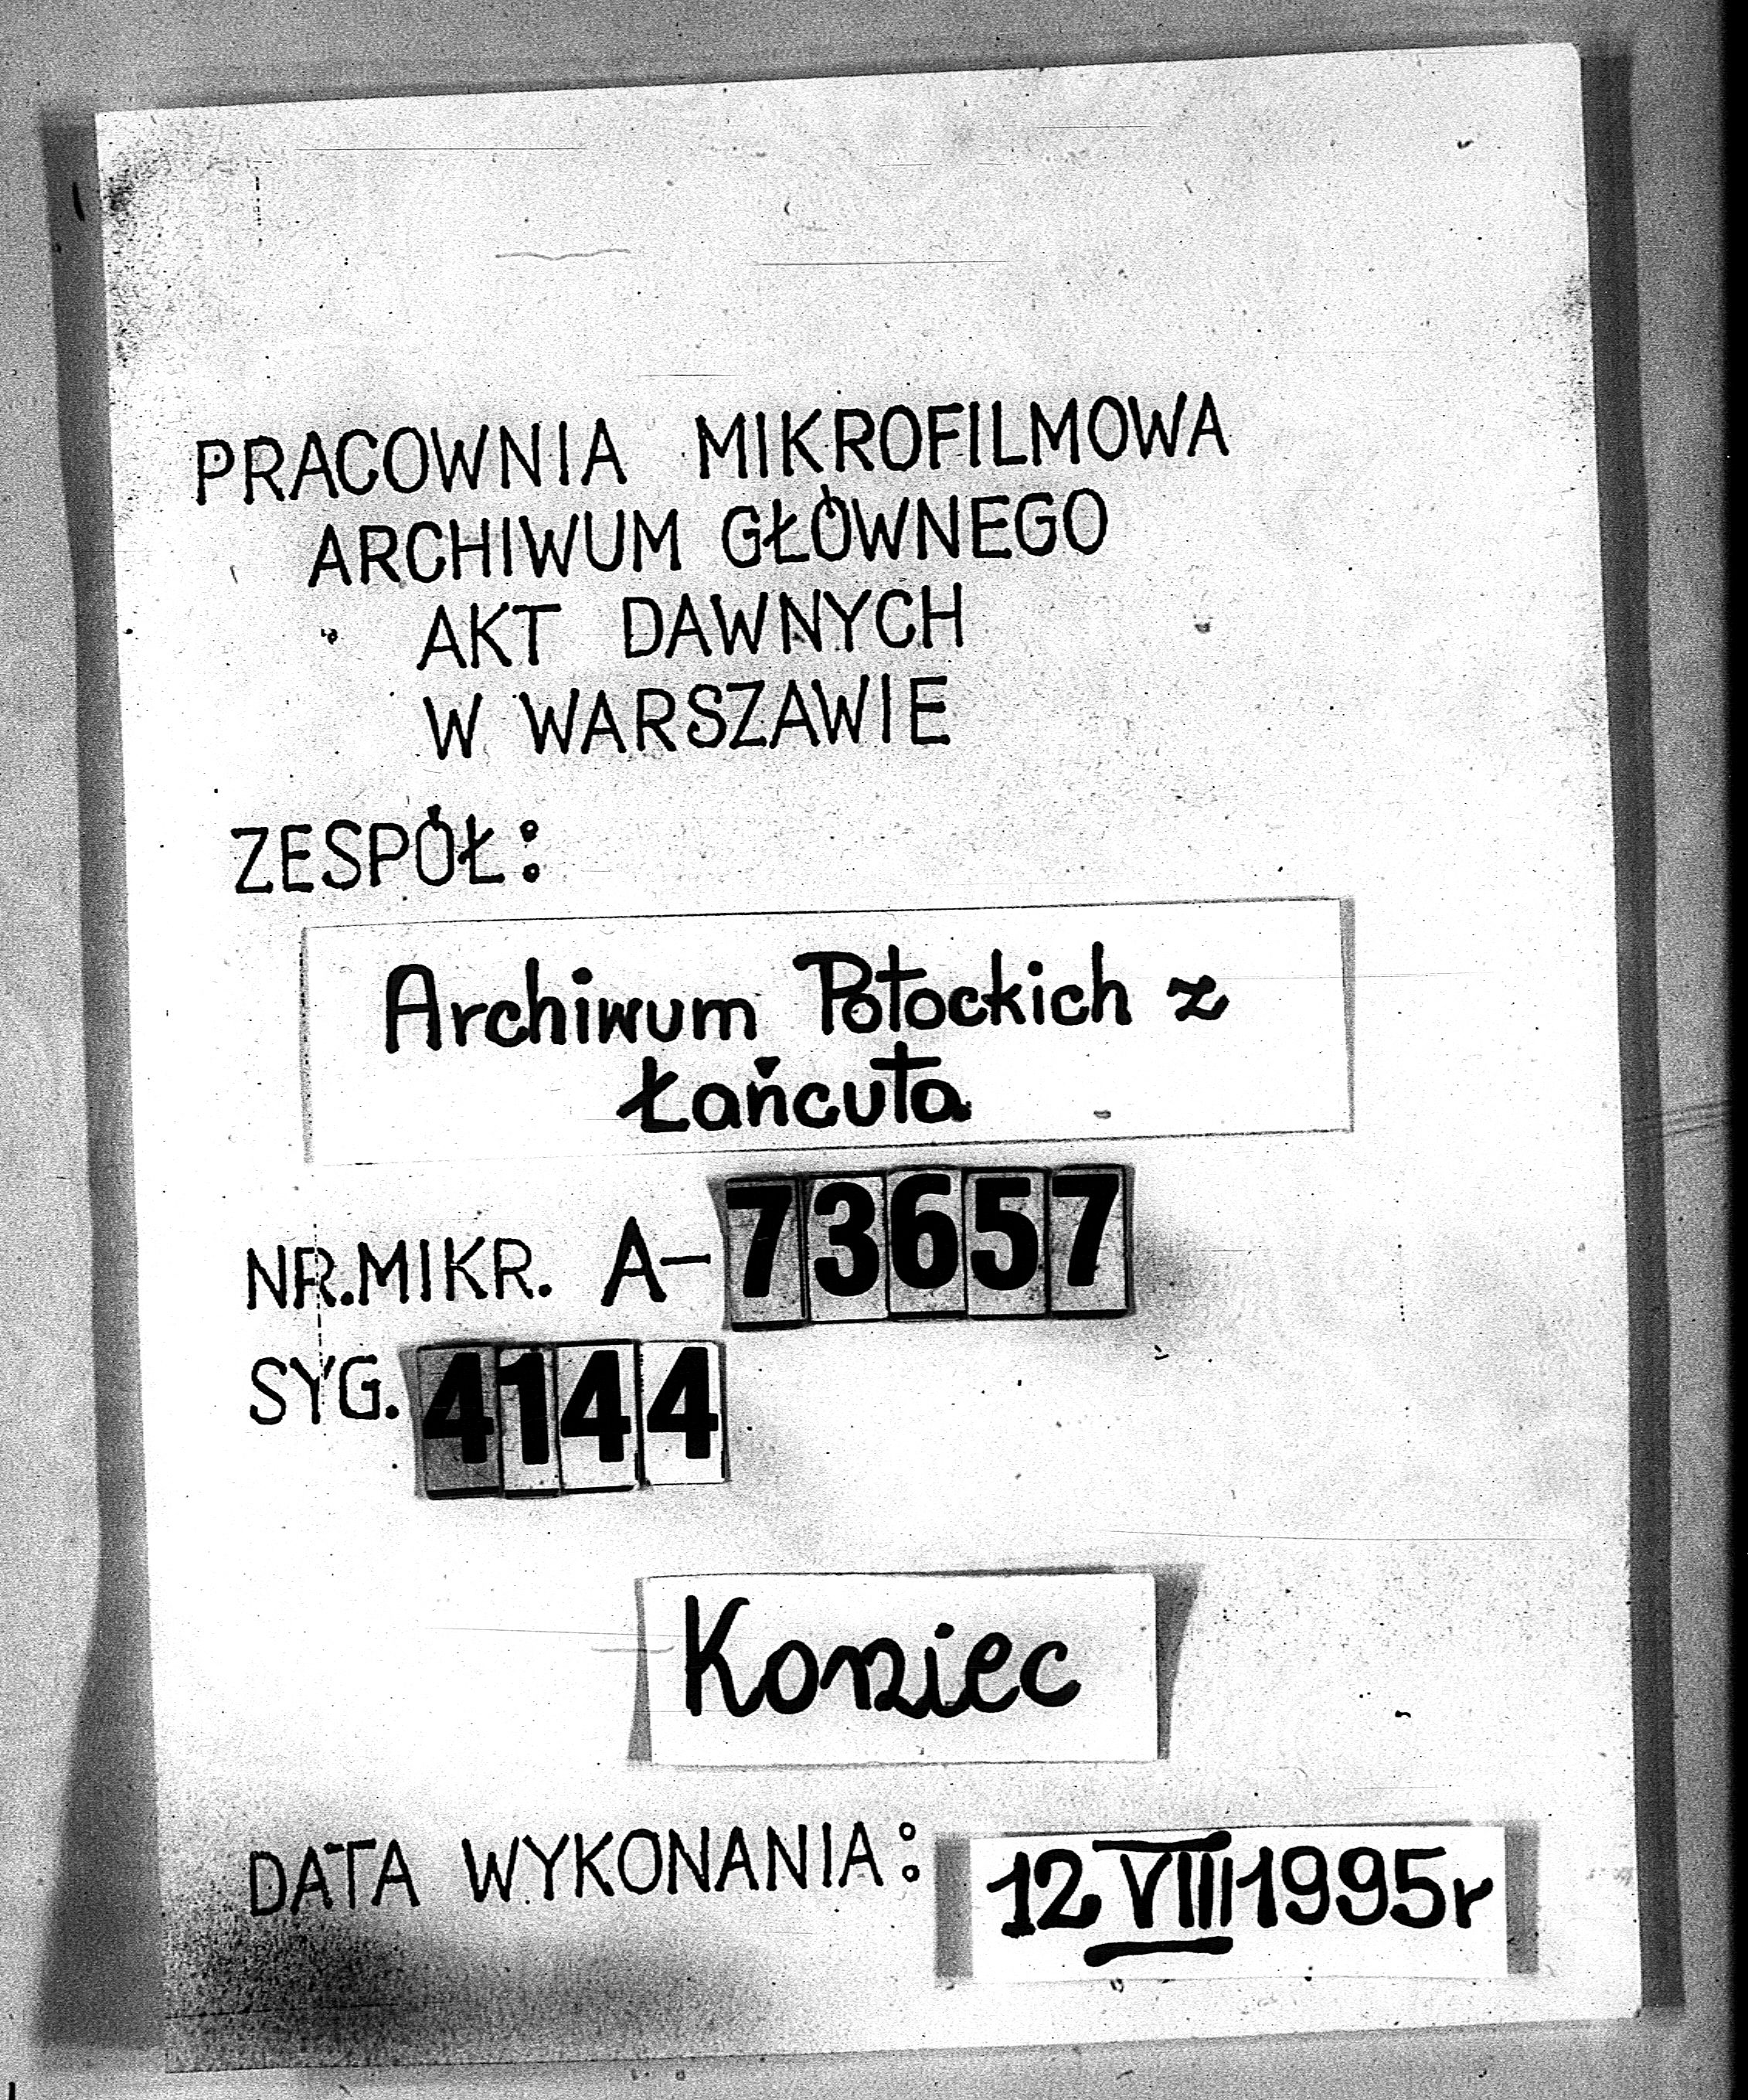 PRACOWNIA MIKROFILMOWA
ARCHIWUM GŁÓWNEGO
AKT DAWNYCH
W WARSZAWIE
ZESPÓŁ:
Archiwum Potockich z
Łańcuta
NR.MIKR. A-73657
SYG. 4144
Koniec
DATA WYKONANIA: 12 VIII 1995r